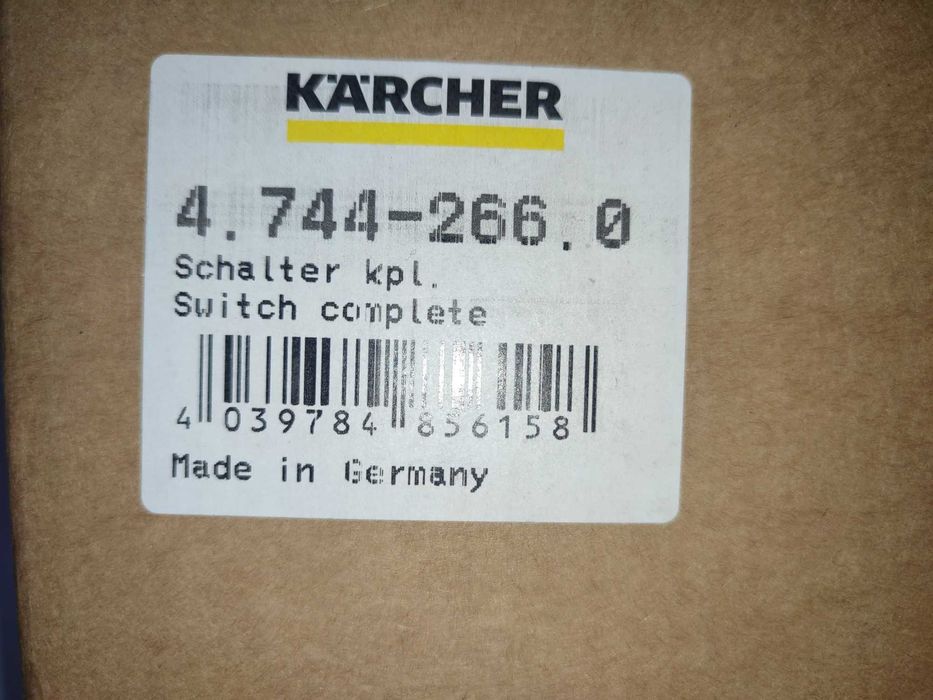 KÄRCHER
4.744-266.0
Schalter kpl.
Switch complete
4 039784 856158
Made in Germany